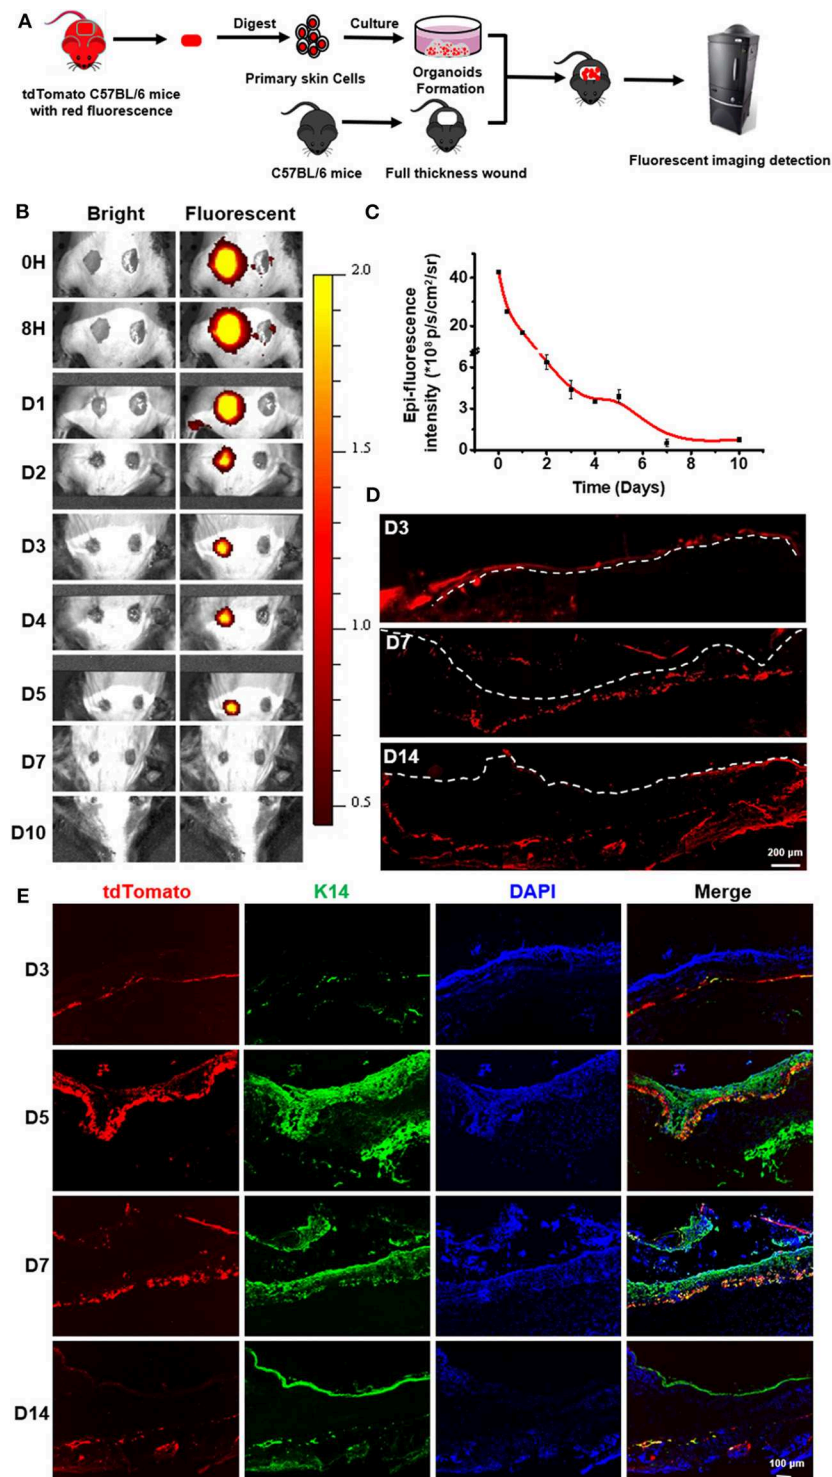 A
Digest
Culture
Primary skin Cells
Organoids
Formation
tdTomato C57BL/6 mice
with red fluorescence
C57BL/6 mice
Full thickness wound
Fluorescent imaging detection
B
Bright
Fluorescent
0H
8H
D1
D2
D3
D4
D5
D7
D10
2.0
1.5
1.0
0.5
C
Epi-fluorescence
intensity (*10⁸ p/s/cm²/sr)
40
20
6
3
0
0
2
4
6
8
10
Time (Days)
D
D3
D7
D14
200 µm
E
tdTomato
K14
DAPI
Merge
D3
D5
D7
D14
100 µm